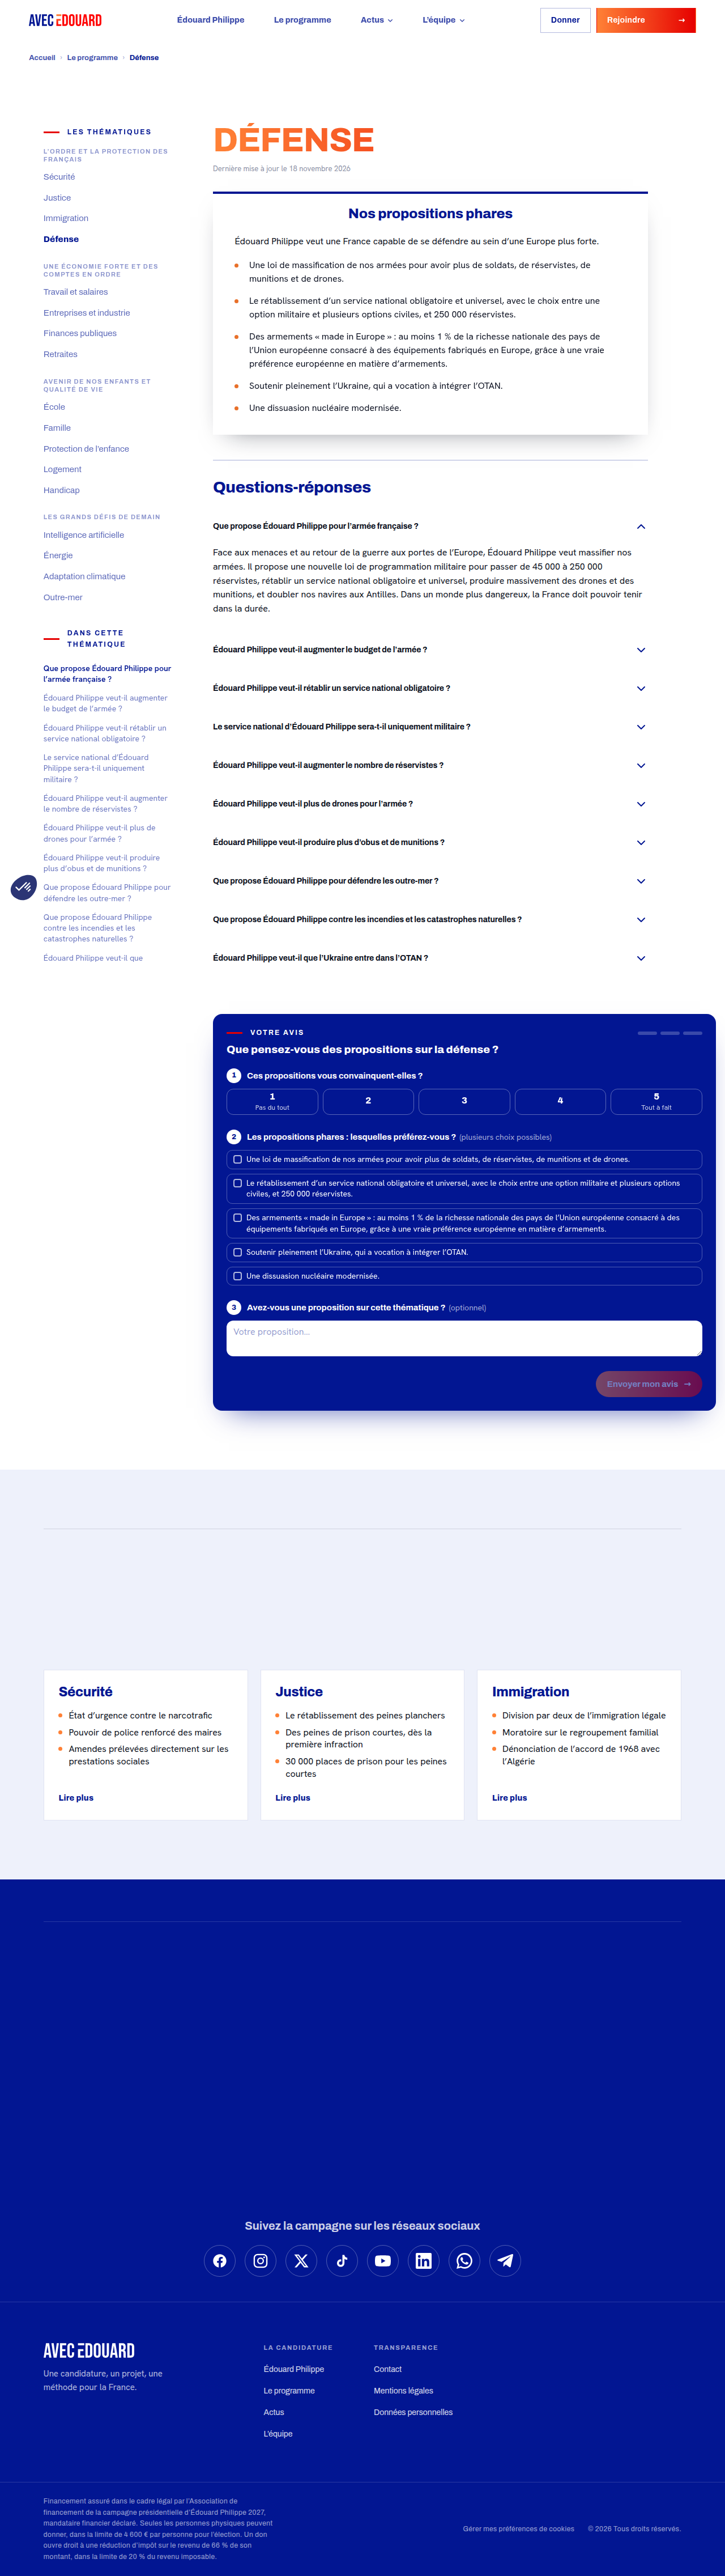 AVEC EDOUARD
Édouard Philippe
Le programme
Actus
L’équipe
Donner
Rejoindre →
Accueil › Le programme › Défense
LES THÉMATIQUES
L’ORDRE ET LA PROTECTION DES
FRANÇAIS
Sécurité
Justice
Immigration
Défense
UNE ÉCONOMIE FORTE ET DES
COMPTES EN ORDRE
Travail et salaires
Entreprises et industrie
Finances publiques
Retraites
AVENIR DE NOS ENFANTS ET
QUALITÉ DE VIE
École
Famille
Protection de l’enfance
Logement
Handicap
LES GRANDS DÉFIS DE DEMAIN
Intelligence artificielle
Énergie
Adaptation climatique
Outre-mer
DANS CETTE
THÉMATIQUE
Que propose Édouard Philippe pour
l’armée française ?
Édouard Philippe veut-il augmenter
le budget de l’armée ?
Édouard Philippe veut-il rétablir un
service national obligatoire ?
Le service national d’Édouard
Philippe sera-t-il uniquement
militaire ?
Édouard Philippe veut-il augmenter
le nombre de réservistes ?
Édouard Philippe veut-il plus de
drones pour l’armée ?
Édouard Philippe veut-il produire
plus d’obus et de munitions ?
Que propose Édouard Philippe pour
défendre les outre-mer ?
Que propose Édouard Philippe
contre les incendies et les
catastrophes naturelles ?
Édouard Philippe veut-il que
DÉFENSE
Dernière mise à jour le 18 novembre 2026
Nos propositions phares
Édouard Philippe veut une France capable de se défendre au sein d’une Europe plus forte.
Une loi de massification de nos armées pour avoir plus de soldats, de réservistes, de
munitions et de drones.
Le rétablissement d’un service national obligatoire et universel, avec le choix entre une
option militaire et plusieurs options civiles, et 250 000 réservistes.
Des armements « made in Europe » : au moins 1 % de la richesse nationale des pays de
l’Union européenne consacré à des équipements fabriqués en Europe, grâce à une vraie
préférence européenne en matière d’armements.
Soutenir pleinement l’Ukraine, qui a vocation à intégrer l’OTAN.
Une dissuasion nucléaire modernisée.
Questions-réponses
Que propose Édouard Philippe pour l’armée française ?
Face aux menaces et au retour de la guerre aux portes de l’Europe, Édouard Philippe veut massifier nos
armées. Il propose une nouvelle loi de programmation militaire pour passer de 45 000 à 250 000
réservistes, rétablir un service national obligatoire et universel, produire massivement des drones et des
munitions, et doubler nos navires aux Antilles. Dans un monde plus dangereux, la France doit pouvoir tenir
dans la durée.
Édouard Philippe veut-il augmenter le budget de l’armée ?
Édouard Philippe veut-il rétablir un service national obligatoire ?
Le service national d’Édouard Philippe sera-t-il uniquement militaire ?
Édouard Philippe veut-il augmenter le nombre de réservistes ?
Édouard Philippe veut-il plus de drones pour l’armée ?
Édouard Philippe veut-il produire plus d’obus et de munitions ?
Que propose Édouard Philippe pour défendre les outre-mer ?
Que propose Édouard Philippe contre les incendies et les catastrophes naturelles ?
Édouard Philippe veut-il que l’Ukraine entre dans l’OTAN ?
VOTRE AVIS
Que pensez-vous des propositions sur la défense ?
1 Ces propositions vous convainquent-elles ?
1
Pas du tout
2
3
4
5
Tout à fait
2 Les propositions phares : lesquelles préférez-vous ? (plusieurs choix possibles)
Une loi de massification de nos armées pour avoir plus de soldats, de réservistes, de munitions et de drones.
Le rétablissement d’un service national obligatoire et universel, avec le choix entre une option militaire et plusieurs options
civiles, et 250 000 réservistes.
Des armements « made in Europe » : au moins 1 % de la richesse nationale des pays de l’Union européenne consacré à des
équipements fabriqués en Europe, grâce à une vraie préférence européenne en matière d’armements.
Soutenir pleinement l’Ukraine, qui a vocation à intégrer l’OTAN.
Une dissuasion nucléaire modernisée.
3 Avez-vous une proposition sur cette thématique ? (optionnel)
Votre proposition…
Envoyer mon avis →
Sécurité
État d’urgence contre le narcotrafic
Pouvoir de police renforcé des maires
Amendes prélevées directement sur les
prestations sociales
Lire plus
Justice
Le rétablissement des peines planchers
Des peines de prison courtes, dès la
première infraction
30 000 places de prison pour les peines
courtes
Lire plus
Immigration
Division par deux de l’immigration légale
Moratoire sur le regroupement familial
Dénonciation de l’accord de 1968 avec
l’Algérie
Lire plus
Suivez la campagne sur les réseaux sociaux
AVEC EDOUARD
Une candidature, un projet, une
méthode pour la France.
LA CANDIDATURE
Édouard Philippe
Le programme
Actus
L’équipe
TRANSPARENCE
Contact
Mentions légales
Données personnelles
Financement assuré dans le cadre légal par l’Association de
financement de la campagne présidentielle d’Édouard Philippe 2027,
mandataire financier déclaré. Seules les personnes physiques peuvent
donner, dans la limite de 4 600 € par personne pour l’élection. Un don
ouvre droit à une réduction d’impôt sur le revenu de 66 % de son
montant, dans la limite de 20 % du revenu imposable.
Gérer mes préférences de cookies
© 2026 Tous droits réservés.